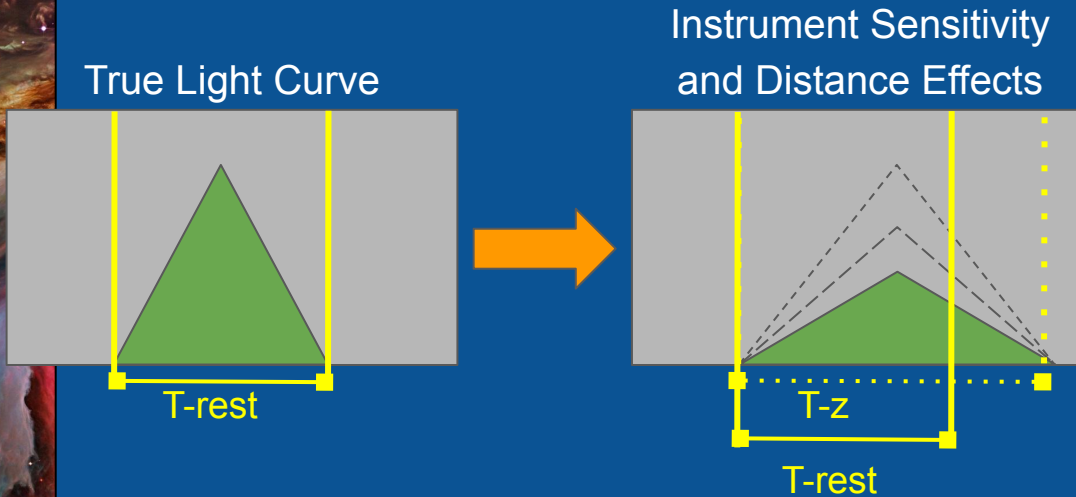 True Light Curve
Instrument Sensitivity
and Distance Effects
T-rest
T-z
T-rest